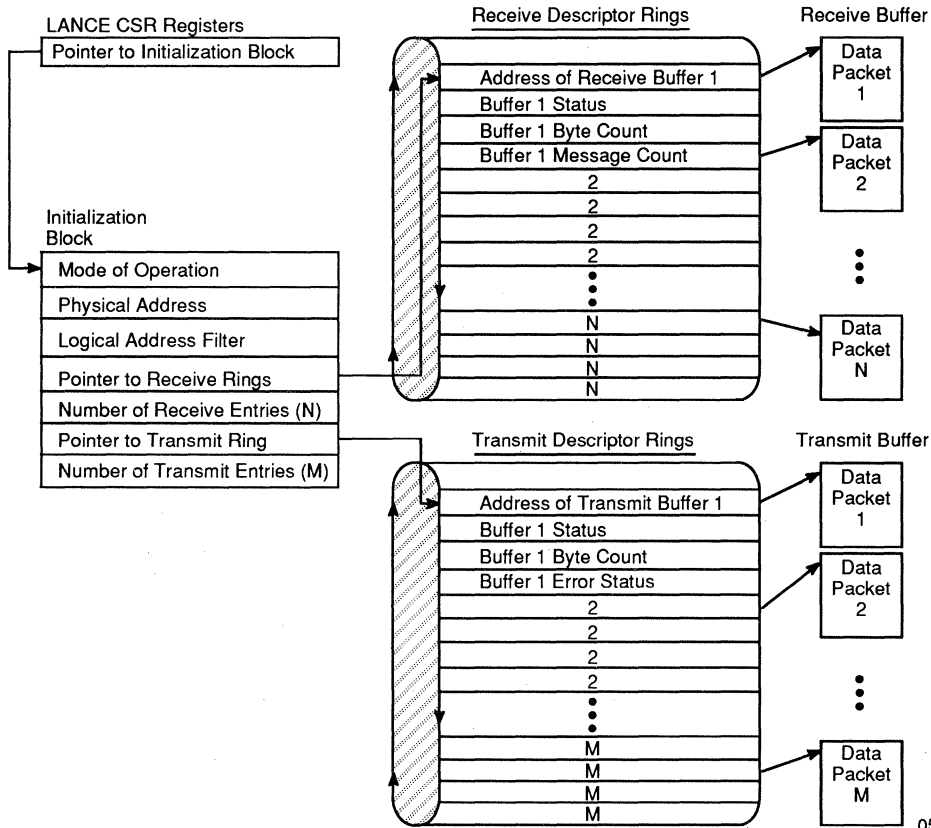 LANCE CSR Registers
Pointer to Initialization Block
Initialization
Block
Mode of Operation
Physical Address
Logical Address Filter
Pointer to Receive Rings
Number of Receive Entries (N)
Pointer to Transmit Ring
Number of Transmit Entries (M)
Receive Descriptor Rings
Address of Receive Buffer 1
Buffer 1 Status
Buffer 1 Byte Count
Buffer 1 Message Count
2
2
2
2
N
N
N
N
Receive Buffer
Data
Packet
1
Data
Packet
2
Data
Packet
N
Transmit Descriptor Rings
Address of Transmit Buffer 1
Buffer 1 Status
Buffer 1 Byte Count
Buffer 1 Error Status
2
2
2
2
M
M
M
M
Transmit Buffer
Data
Packet
1
Data
Packet
2
Data
Packet
M